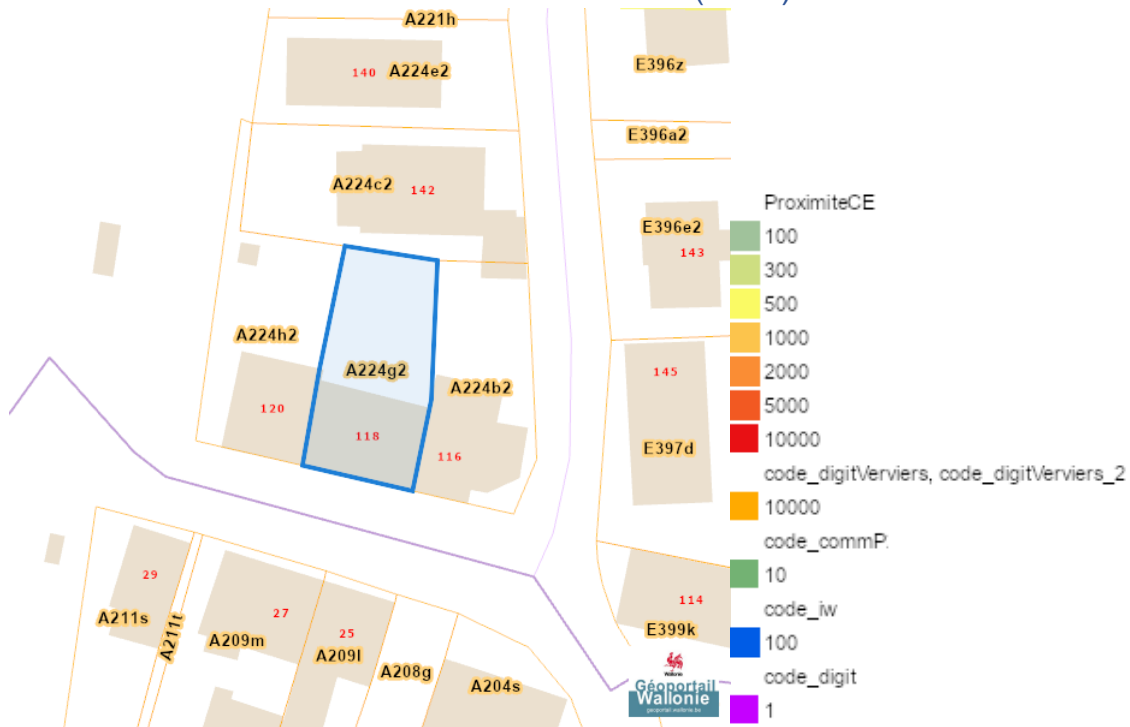 A221h
140
A224e2
E396z
E396a2
A224c2
142
E396e2
143
A224h2
A224g2
A224b2
120
118
116
145
E397d
29
27
25
114
A211s
A211t
A209m
A209l
A208g
A204s
E399k
Wallonie
Géoportail
Wallonie
geoportail.wallonie.be
ProximiteCE
100
300
500
1000
2000
5000
10000
code_digitVerviers, code_digitVerviers_2
10000
code_commP.
10
code_iw
100
code_digit
1